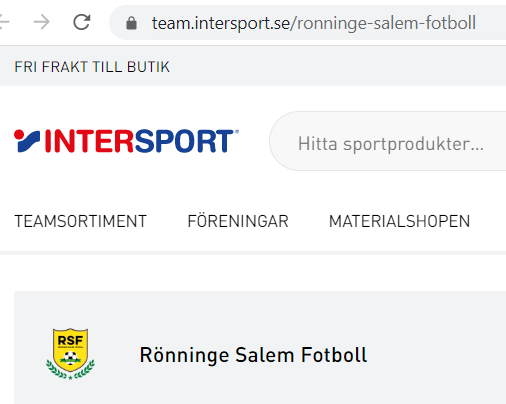 team.intersport.se/ronninge-salem-fotboll
FRI FRAKT TILL BUTIK
INTERSPORT®
Hitta sportprodukter...
TEAMSORTIMENT FÖRENINGAR MATERIALSHOPEN
RSF
Rönninge Salem Fotboll